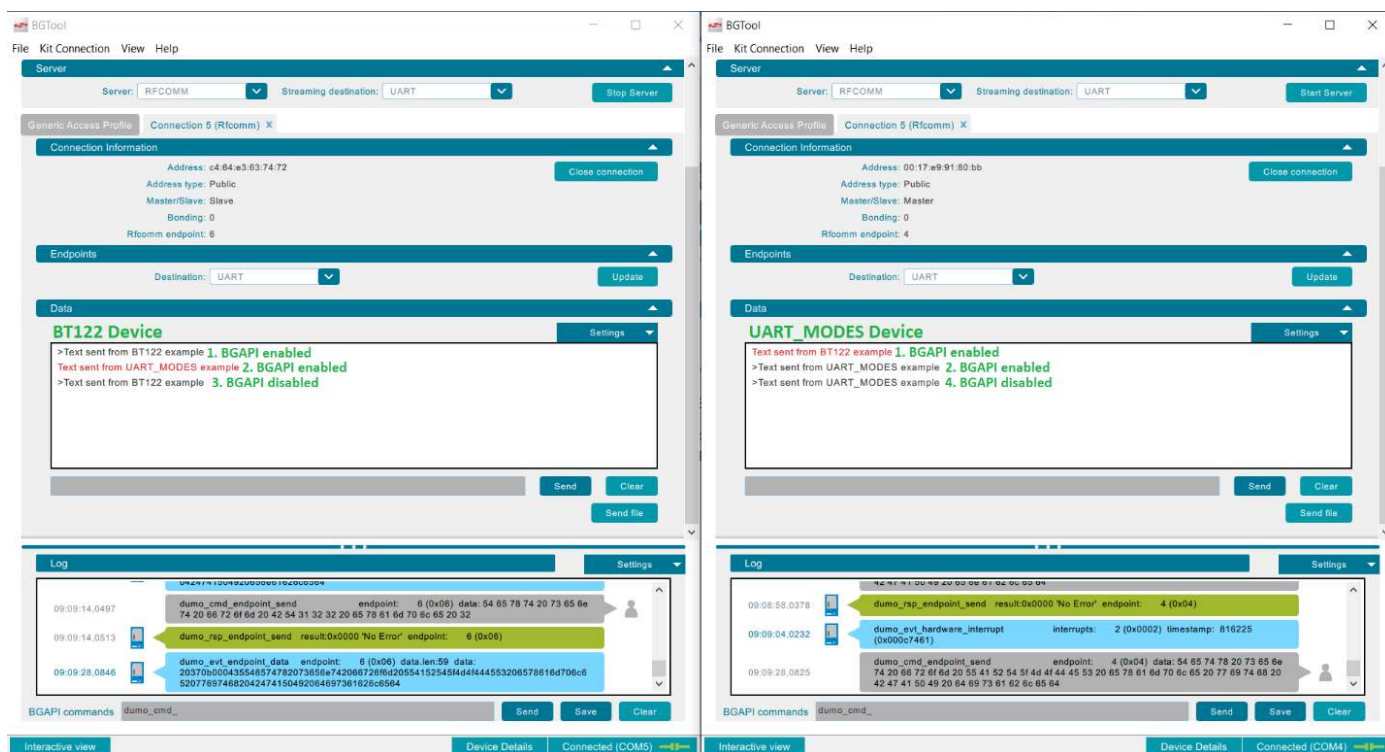 BGTool
File Kit Connection View Help
Server
Server: RFCOMM Streaming destination: UART Stop Server
Generic Access Profile Connection 5 (Rfcomm) X
Connection Information
Address: c4:64:e3:63:74:72
Close connection
Address type: Public
Master/Slave: Slave
Bonding: 0
Rfcomm endpoint: 6
Endpoints
Destination: UART Update
Data
BT122 Device
Settings
>Text sent from BT122 example 1. BGAPI enabled
Text sent from UART_MODES example 2. BGAPI enabled
>Text sent from BT122 example 3. BGAPI disabled
Send Clear
Send file
Log Settings
09:09:14,0497 dumo_cmd_endpoint_send endpoint: 6 (0x06) data: 54 65 78 74 20 73 65 6e
74 20 66 72 6f 6d 20 42 54 31 32 32 20 65 78 61 6d 70 6c 65 20 32
09:09:14,0513 dumo_rsp_endpoint_send result:0x0000 'No Error' endpoint: 6 (0x06)
09:09:28,0846 dumo_evt_endpoint_data endpoint: 6 (0x06) data.len:59 data:
BGAPI commands dumo_cmd_ Send Save Clear
Interactive view Device Details Connected (COM5)
BGTool
File Kit Connection View Help
Server
Server: RFCOMM Streaming destination: UART Start Server
Generic Access Profile Connection 5 (Rfcomm) X
Connection Information
Address: 00:17:e9:91:80:bb
Close connection
Address type: Public
Master/Slave: Master
Bonding: 0
Rfcomm endpoint: 4
Endpoints
Destination: UART Update
Data
UART_MODES Device
Settings
Text sent from BT122 example 1. BGAPI enabled
>Text sent from UART_MODES example 2. BGAPI enabled
>Text sent from UART_MODES example 4. BGAPI disabled
Send Clear
Send file
Log Settings
42 47 41 50 49 20 65 6e 61 62 6c 65 64
09:08:58,0378 dumo_rsp_endpoint_send result:0x0000 'No Error' endpoint: 4 (0x04)
09:09:04,0232 dumo_evt_hardware_interrupt interrupts: 2 (0x0002) timestamp: 816225
(0x000c7461)
09:09:28,0825 dumo_cmd_endpoint_send endpoint: 4 (0x04) data: 54 65 74 78 20 73 65 6e
74 20 66 72 6f 6d 20 55 41 52 54 5f 4d 4f 44 45 53 20 65 78 61 6d 70 6c 65 20 77 69 74 68 20
42 47 41 50 49 20 64 69 73 61 62 6c 65 64
BGAPI commands dumo_cmd_ Send Save Clear
Interactive view Device Details Connected (COM4)